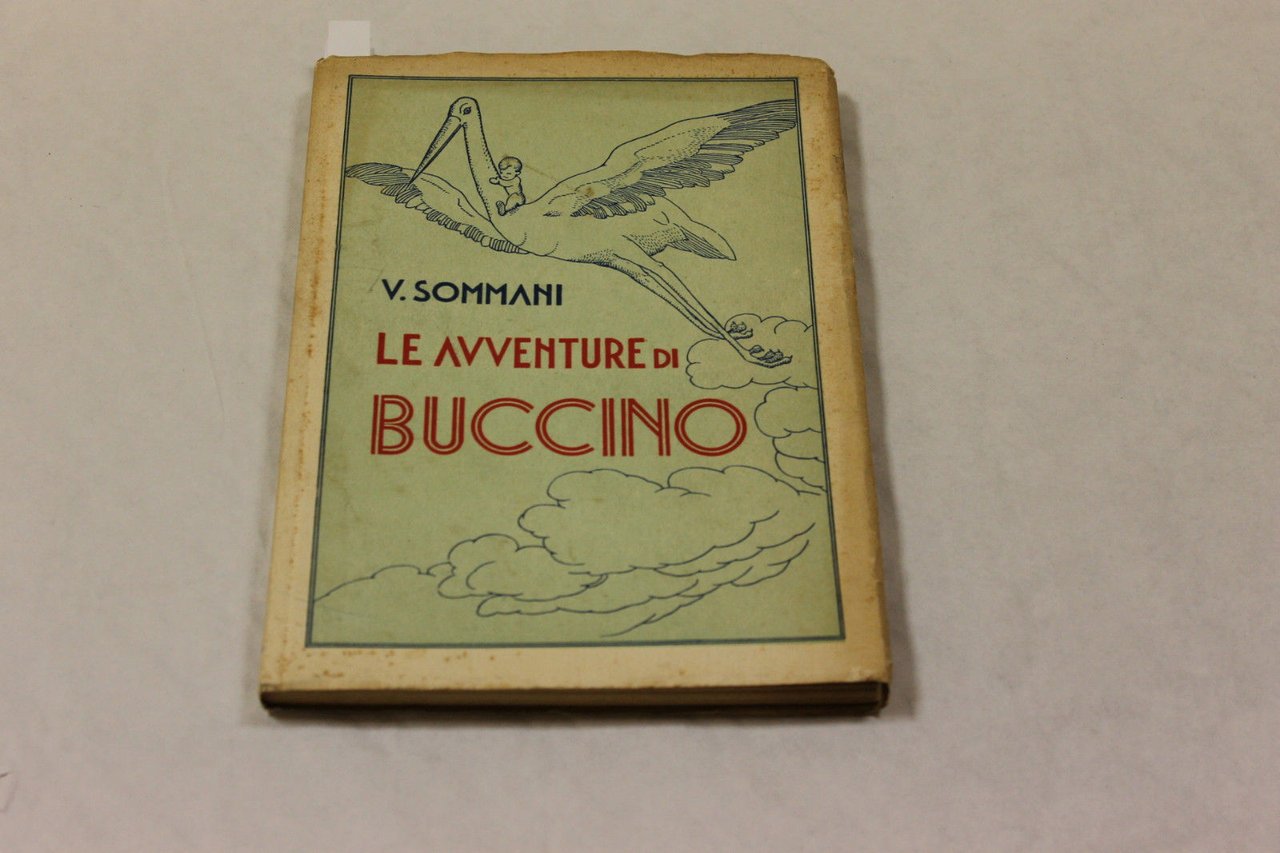 V. SOMMANI
LE AVVENTURE DI
BUCCINO